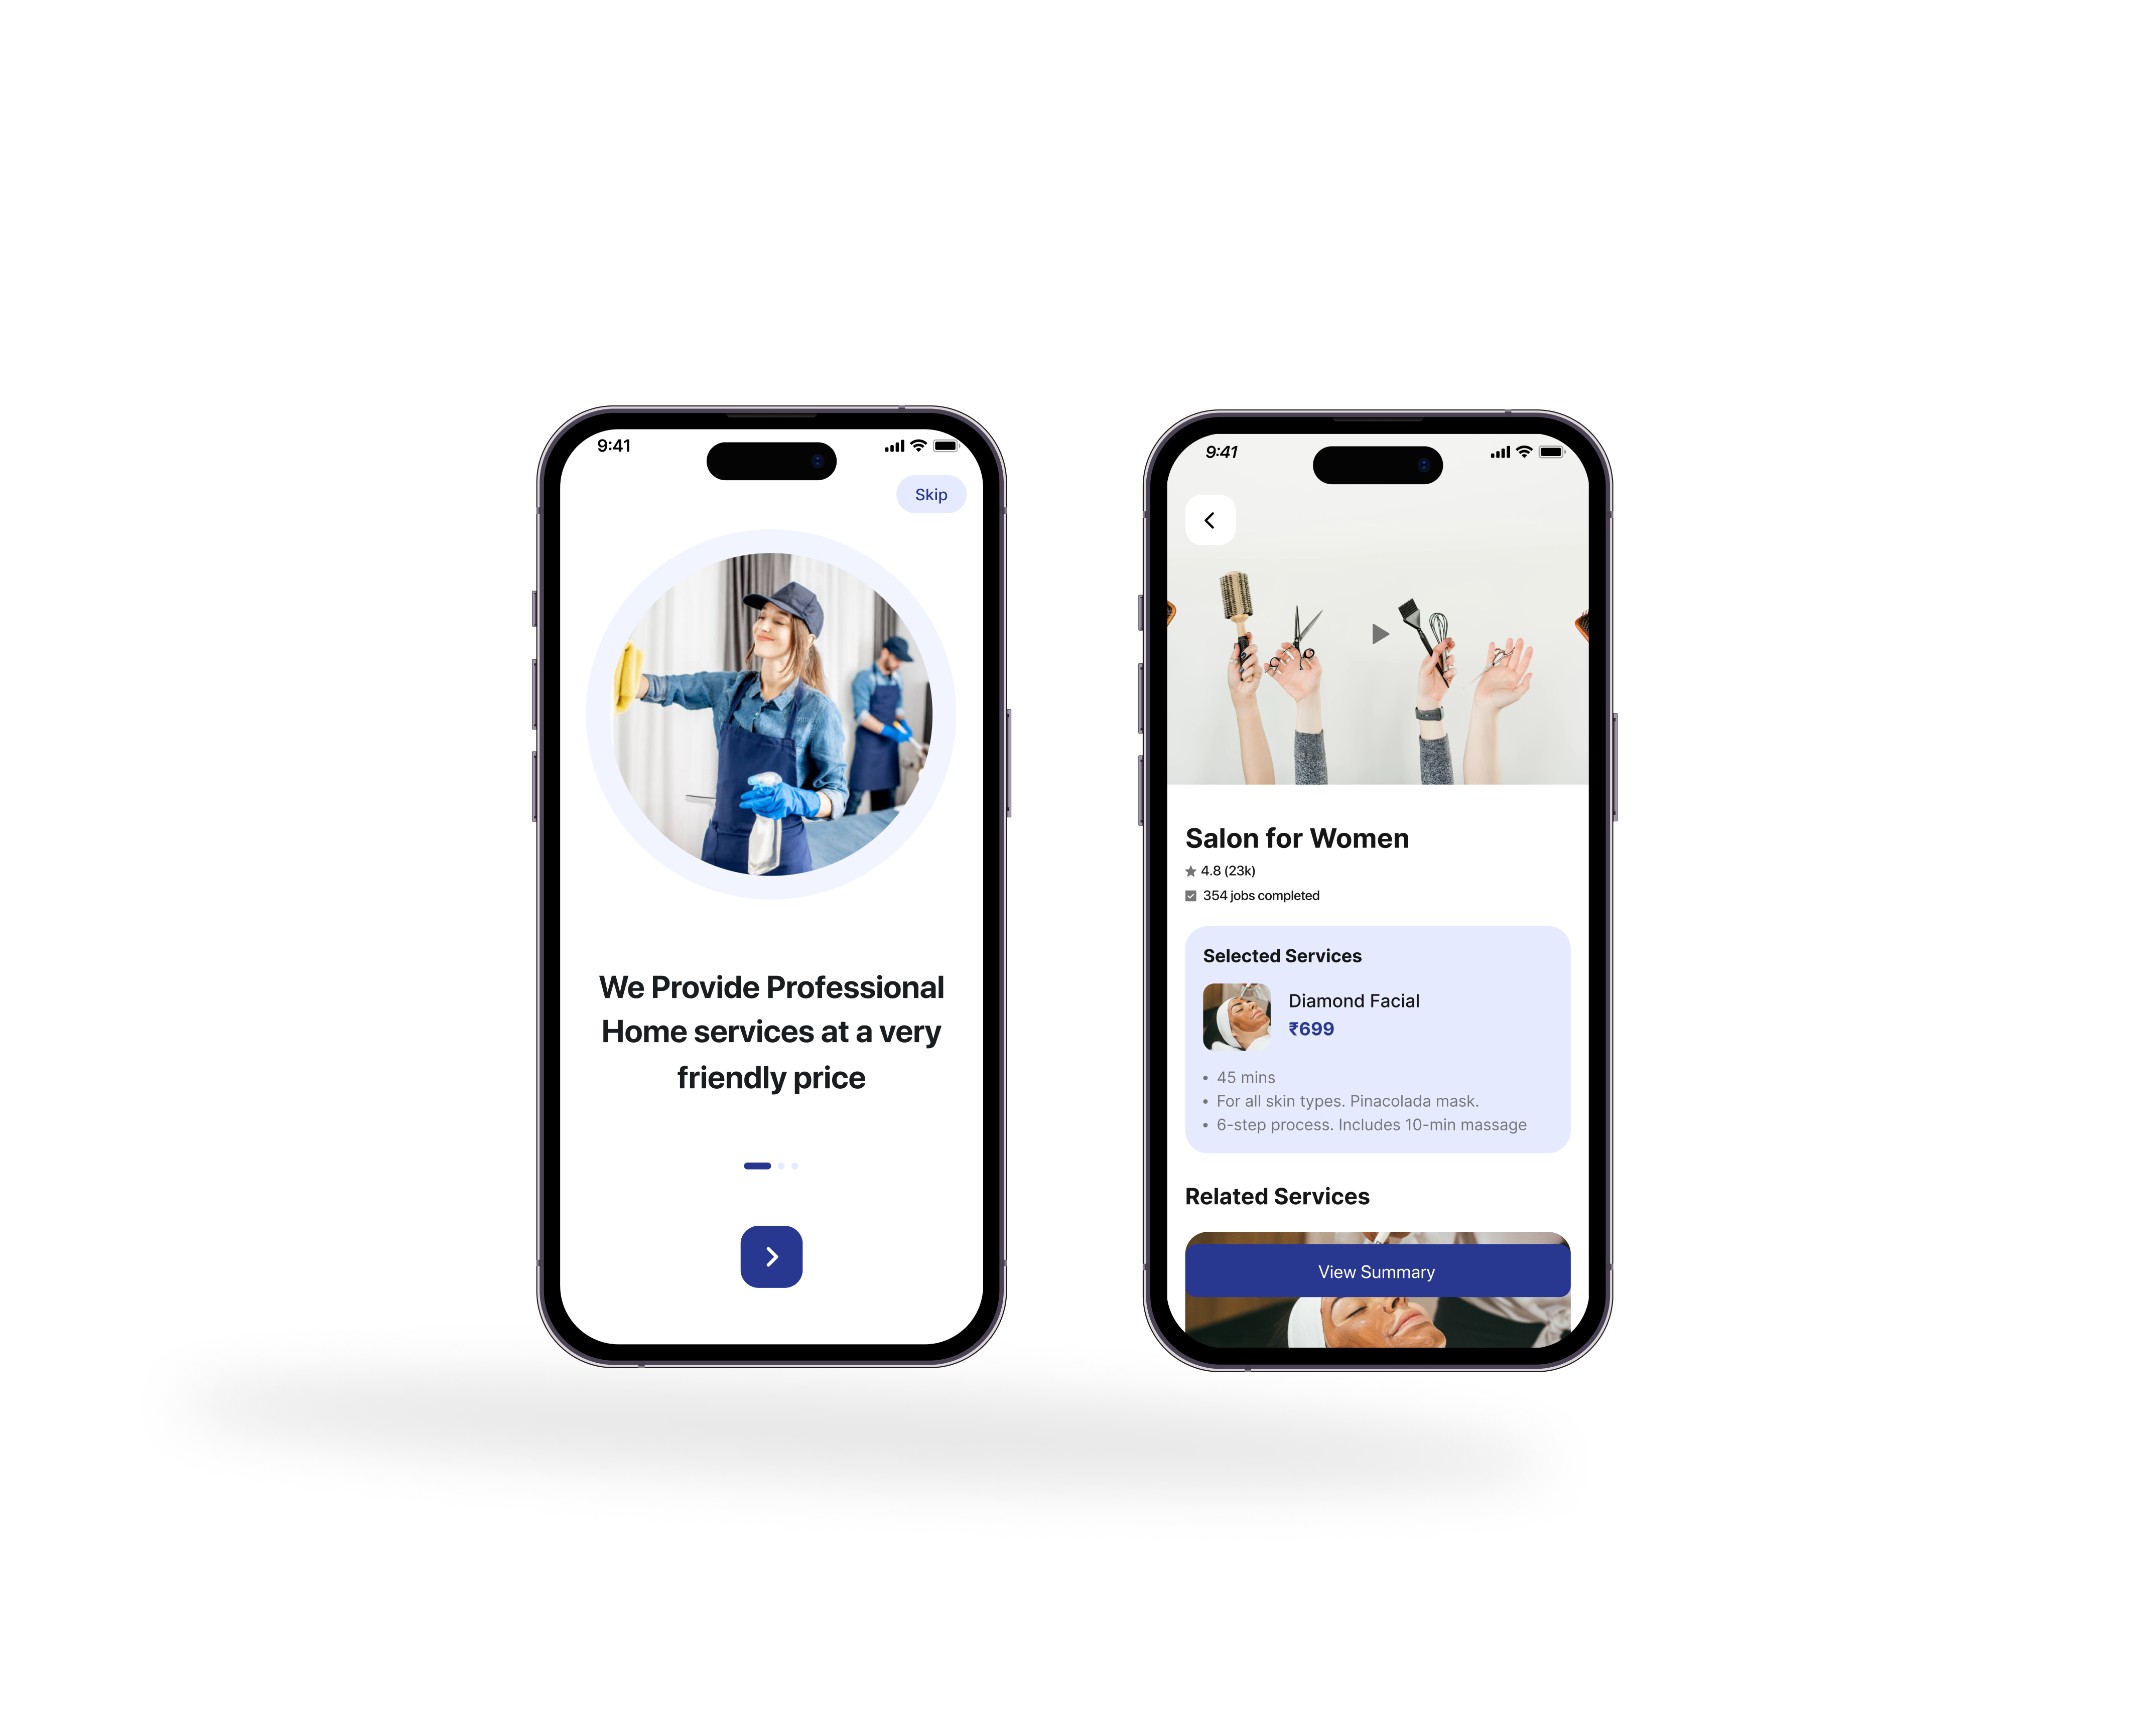 9:41
Skip
We Provide Professional
Home services at a very
friendly price
9:41
Salon for Women
4.8 (23k)
354 jobs completed
Selected Services
Diamond Facial
₹699
• 45 mins
• For all skin types. Pinacolada mask.
• 6-step process. Includes 10-min massage
Related Services
View Summary